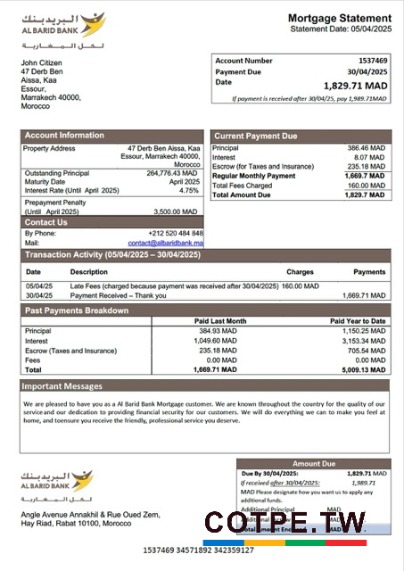 البريد بنك
AL BARID BANK
Mortgage Statement
Statement Date: 05/04/2025
John Citizen
47 Derb Ben
Aissa, Kaa
Essour,
Marrakech 40000,
Morocco
Account Number 1537469
Payment Due 30/04/2025
Date 1,829.71 MAD
If payment is received after 30/04/25, pay 1,989.71MAD
Account Information
Property Address 47 Derb Ben Aissa, Kaa
Essour, Marrakech 40000,
Morocco
Outstanding Principal 264,776.43 MAD
Maturity Date April 2025
Interest Rate (Until April 2025) 4.75%
Prepayment Penalty
(Until April 2025) 3,500.00 MAD
Contact Us
By Phone: +212 520 484 848
Mail: contact@albaridbank.ma
Current Payment Due
Principal 386.46 MAD
Interest 8.07 MAD
Escrow (for Taxes and Insurance) 235.18 MAD
Regular Monthly Payment 1,669.7 MAD
Total Fees Charged 160.00 MAD
Total Amount Due 1,829.7 MAD
Transaction Activity (05/04/2025 – 30/04/2025)
Date Description Charges Payments
05/04/25 Late Fees (charged because payment was received after 30/04/2025) 160.00 MAD
30/04/25 Payment Received – Thank you 1,669.71 MAD
Past Payments Breakdown
Paid Last Month Paid Year to Date
Principal 384.93 MAD 1,150.25 MAD
Interest 1,049.60 MAD 3,153.34 MAD
Escrow (Taxes and Insurance) 235.18 MAD 705.54 MAD
Fees 0.00 MAD 0.00 MAD
Total 1,669.71 MAD 5,009.13 MAD
Important Messages
We are pleased to have you as a Al Barid Bank Mortgage customer. We are known throughout the country for the quality of our
service and our dedication to providing financial security for our customers. We will do everything we can to make you feel at
home, and toensure you receive the friendly, professional service you deserve.
البريد بنك
AL BARID BANK
Angle Avenue Annakhil & Rue Oued Zem,
Hay Riad, Rabat 10100, Morocco
Amount Due
Due By 30/04/2025: 1,829.71 MAD
If received after 30/04/2025: 1,989.71
MAD Please designate how you want us to apply any
additional funds.
Additional Principal MAD
MAD
Total Amount Enclosed MAD
COTPE.TW
1537469 34571892 342359127